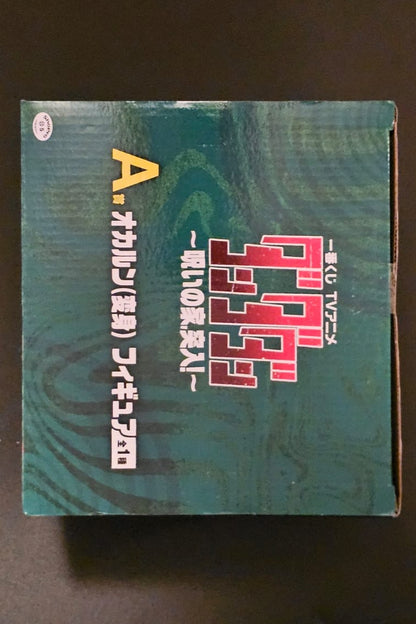 一番くじ TVアニメ
ダンダダン
～呪いの家、突入!～
A賞 オカルン(変身) フィギュア 全1種